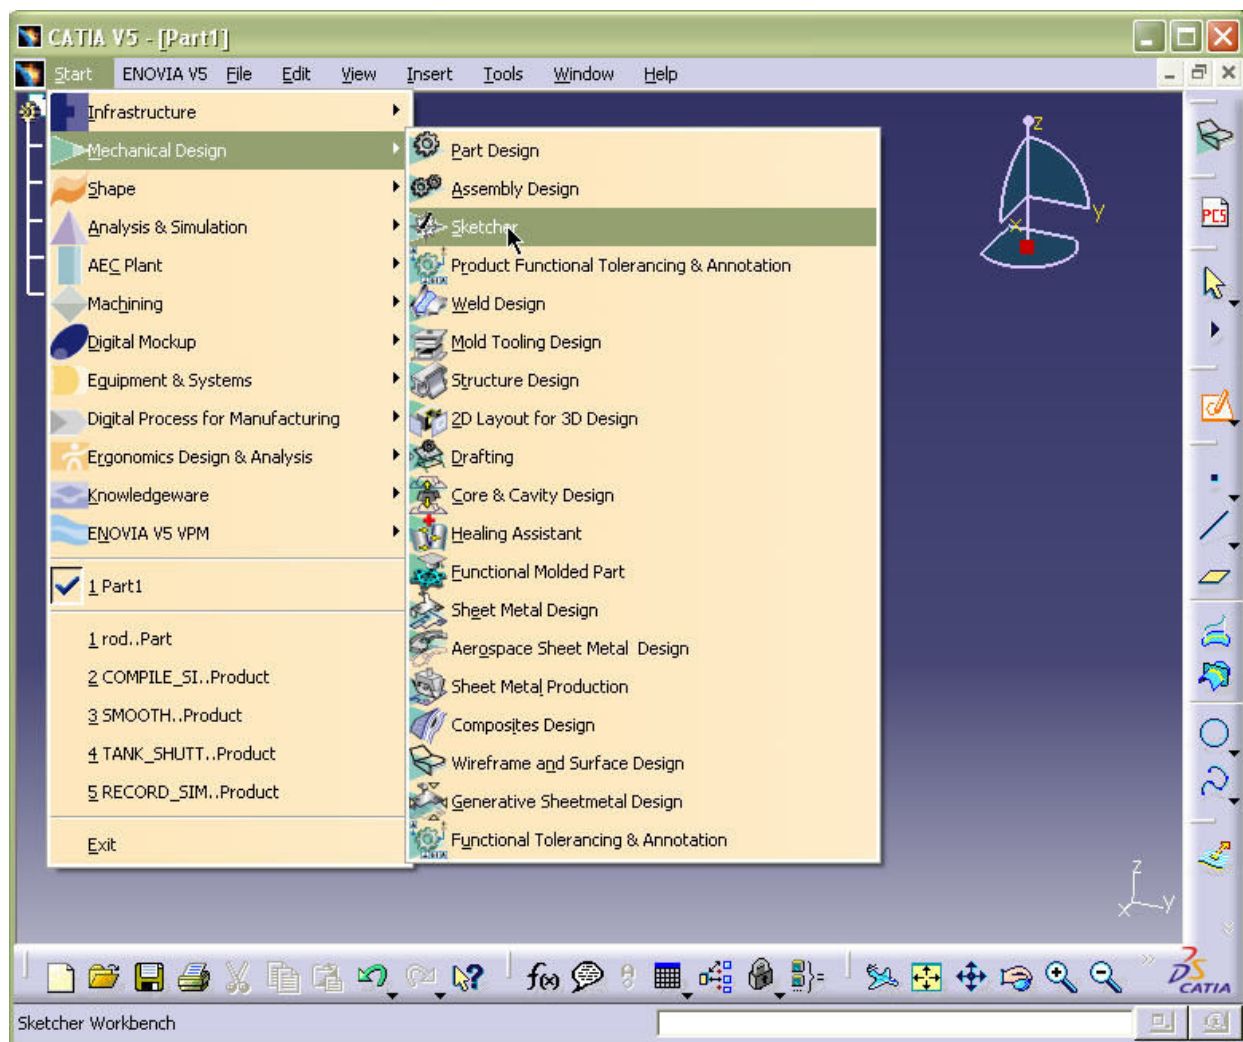 CATIA V5 - [Part1]
Start ENOVIA V5 File Edit View Insert Tools Window Help
Infrastructure
Mechanical Design
Shape
Analysis & Simulation
AEC Plant
Machining
Digital Mockup
Equipment & Systems
Digital Process for Manufacturing
Ergonomics Design & Analysis
Knowledgeware
ENOVIA V5 VPM
1 Part1
1 rod..Part
2 COMPILE_SI..Product
3 SMOOTH..Product
4 TANK_SHUTT..Product
5 RECORD_SIM..Product
Exit
Part Design
Assembly Design
Sketcher
Product Functional Tolerancing & Annotation
Weld Design
Mold Tooling Design
Structure Design
2D Layout for 3D Design
Drafting
Core & Cavity Design
Healing Assistant
Functional Molded Part
Sheet Metal Design
Aerospace Sheet Metal Design
Sheet Metal Production
Composites Design
Wireframe and Surface Design
Generative Sheetmetal Design
Functional Tolerancing & Annotation
z
y
x
PCS
z
y
x
f(x)
DS
CATIA
Sketcher Workbench